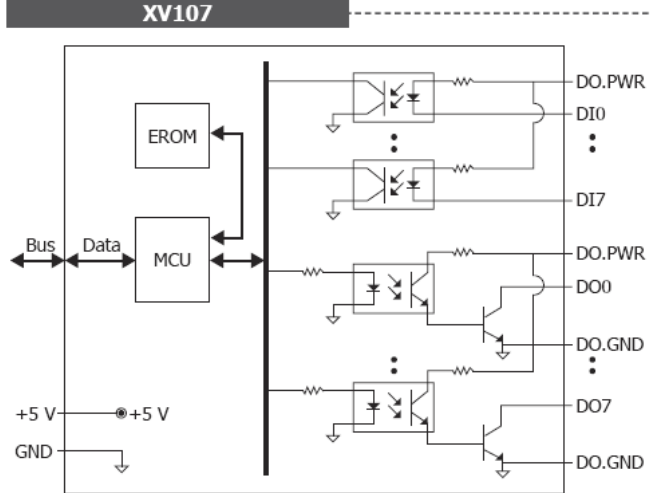 XV107
DO.PWR
EROM
DI0
DI7
Bus
Data
MCU
DO.PWR
DO0
DO.GND
+5 V
+5 V
DO7
GND
DO.GND